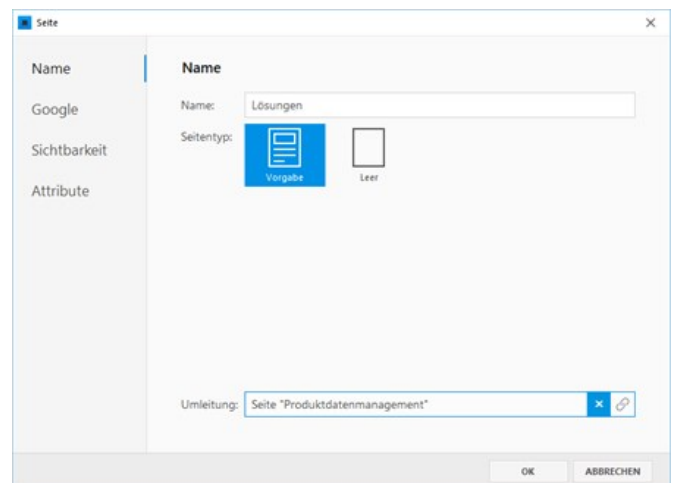 Seite
Name
Google
Sichtbarkeit
Attribute
Name
Name: Lösungen
Seitentyp:
Vorgabe Leer
Umleitung: Seite "Produktdatenmanagement"
OK ABBRECHEN